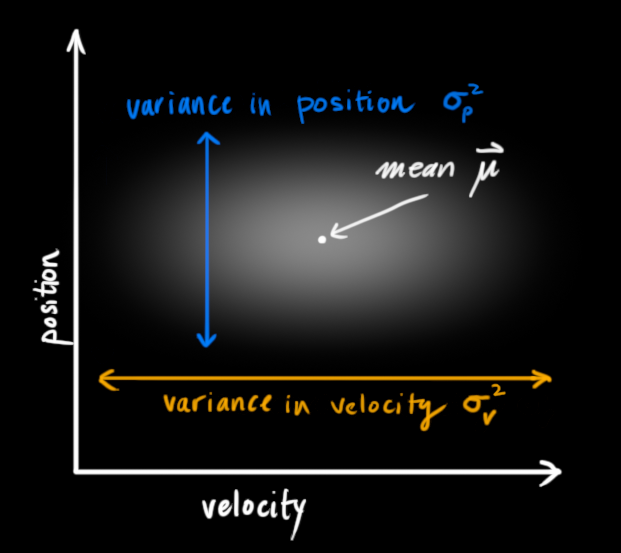 variance in position σₚ²
mean μ⃗
position
variance in velocity σᵥ²
velocity